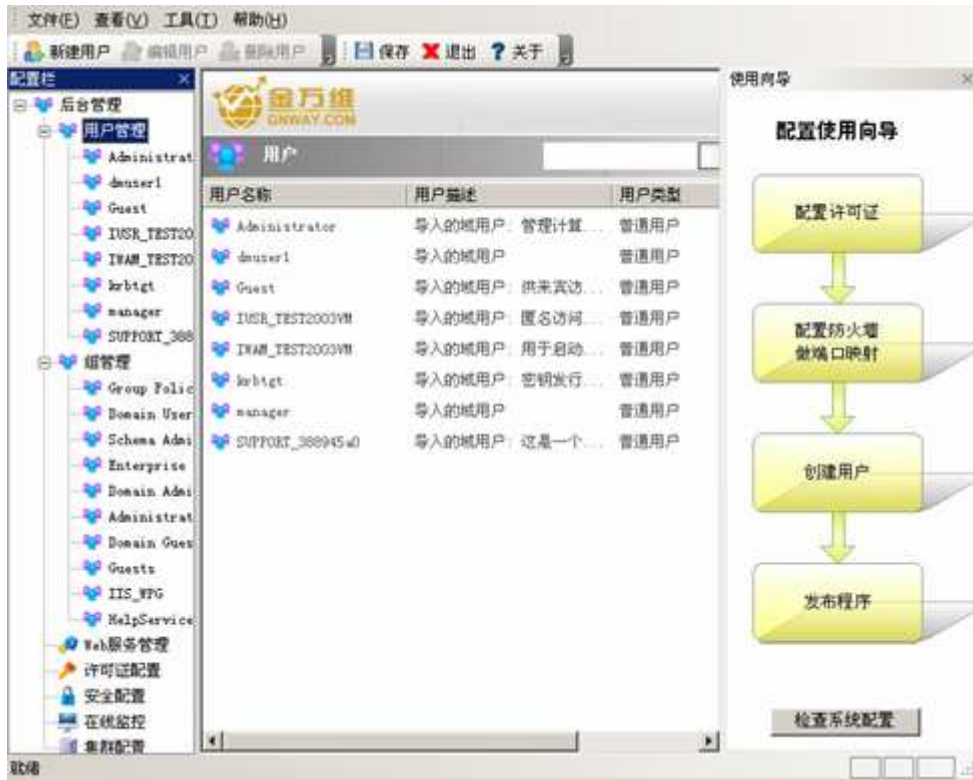 文件(E) 查看(V) 工具(T) 帮助(H)
新建用户 编辑用户 删除用户 保存 退出 ? 关于
配置栏
后台管理
用户管理
Administrat
dmuser1
Guest
IUSR_TEST20
IWAM_TEST20
krbtgt
manager
SUPPORT_388
组管理
Group Polic
Domain User
Schema Admi
Enterprise
Domain Admi
Administrat
Domain Gues
Guests
IIS_WPG
HelpService
Web服务管理
许可证配置
安全配置
在线监控
集群配置
金万维
GNWAY.COM
用户
用户名称 用户描述 用户类型
Administrator 导入的域用户: 管理计算... 普通用户
dmuser1 导入的域用户 普通用户
Guest 导入的域用户: 供来宾访... 普通用户
IUSR_TEST2003VM 导入的域用户: 匿名访问... 普通用户
IWAM_TEST2003VM 导入的域用户: 用于启动... 普通用户
krbtgt 导入的域用户: 密钥发行... 普通用户
manager 导入的域用户 普通用户
SUPPORT_388945a0 导入的域用户: 这是一个... 普通用户
使用向导
配置使用向导
配置许可证
配置防火墙
做端口映射
创建用户
发布程序
检查系统配置
就绪